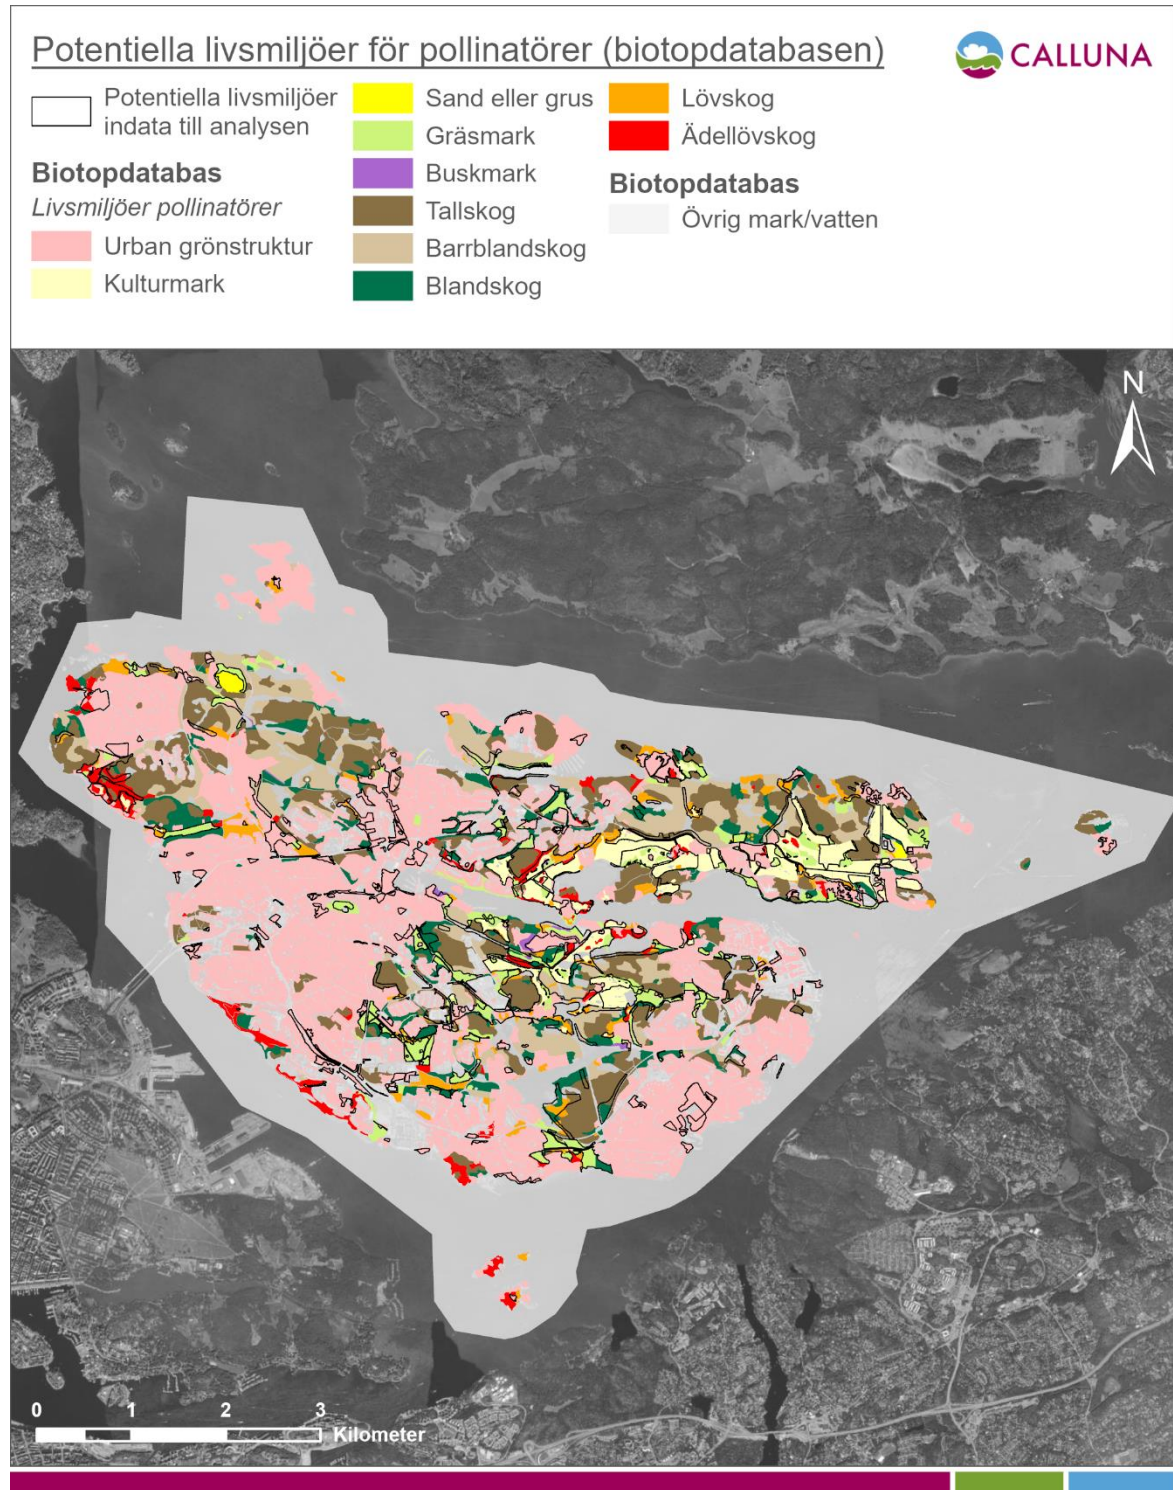 Potentiella livsmiljöer för pollinatörer (biotopdatabasen)
CALLUNA
Potentiella livsmiljöer
indata till analysen
Biotopdatabas
Livsmiljöer pollinatörer
Urban grönstruktur
Kulturmark
Sand eller grus
Gräsmark
Buskmark
Tallskog
Barrblandskog
Blandskog
Lövskog
Ädellövskog
Biotopdatabas
Övrig mark/vatten
N
0 1 2 3
Kilometer